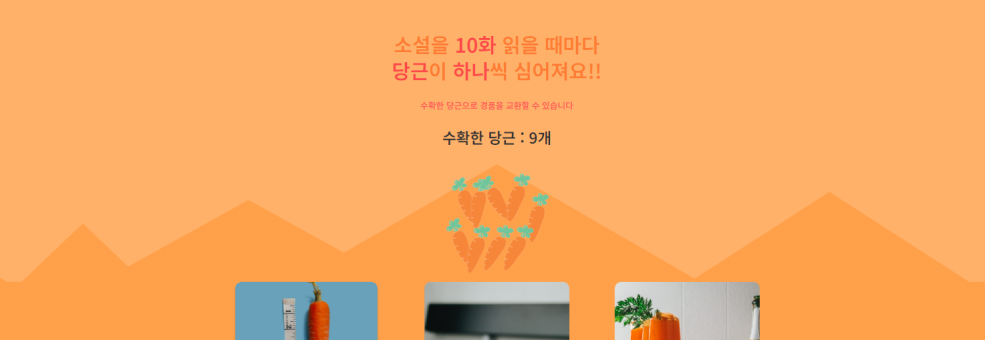 소설을 10화 읽을 때마다
당근이 하나씩 심어져요!!
수확한 당근으로 경품을 교환할 수 있습니다
수확한 당근 : 9개